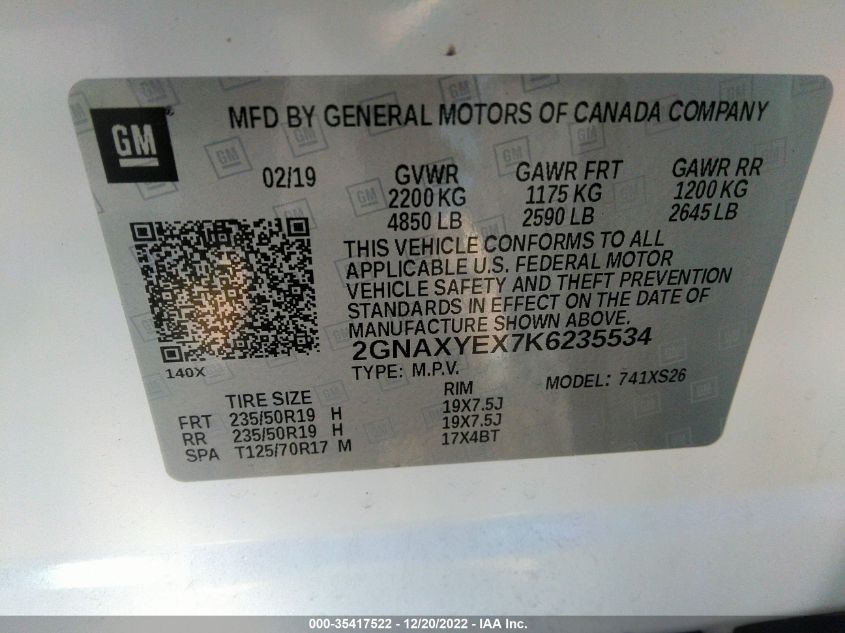 GM
MFD BY GENERAL MOTORS OF CANADA COMPANY
02/19 GVWR GAWR FRT GAWR RR
2200 KG 1175 KG 1200 KG
4850 LB 2590 LB 2645 LB
THIS VEHICLE CONFORMS TO ALL
APPLICABLE U.S. FEDERAL MOTOR
VEHICLE SAFETY AND THEFT PREVENTION
STANDARDS IN EFFECT ON THE DATE OF
MANUFACTURE SHOWN ABOVE.
2GNAXYEX7K6235534
140X
TYPE: M.P.V. MODEL: 741XS26
TIRE SIZE RIM
FRT 235/50R19 H 19X7.5J
RR 235/50R19 H 19X7.5J
SPA T125/70R17 M 17X4BT
000-35417522 - 12/20/2022 - IAA Inc.